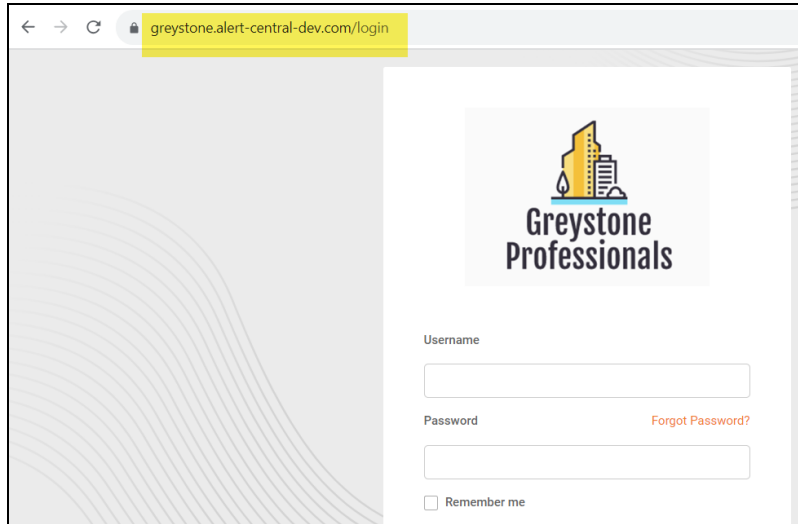 greystone.alert-central-dev.com/login
Greystone
Professionals
Username
Password Forgot Password?
Remember me